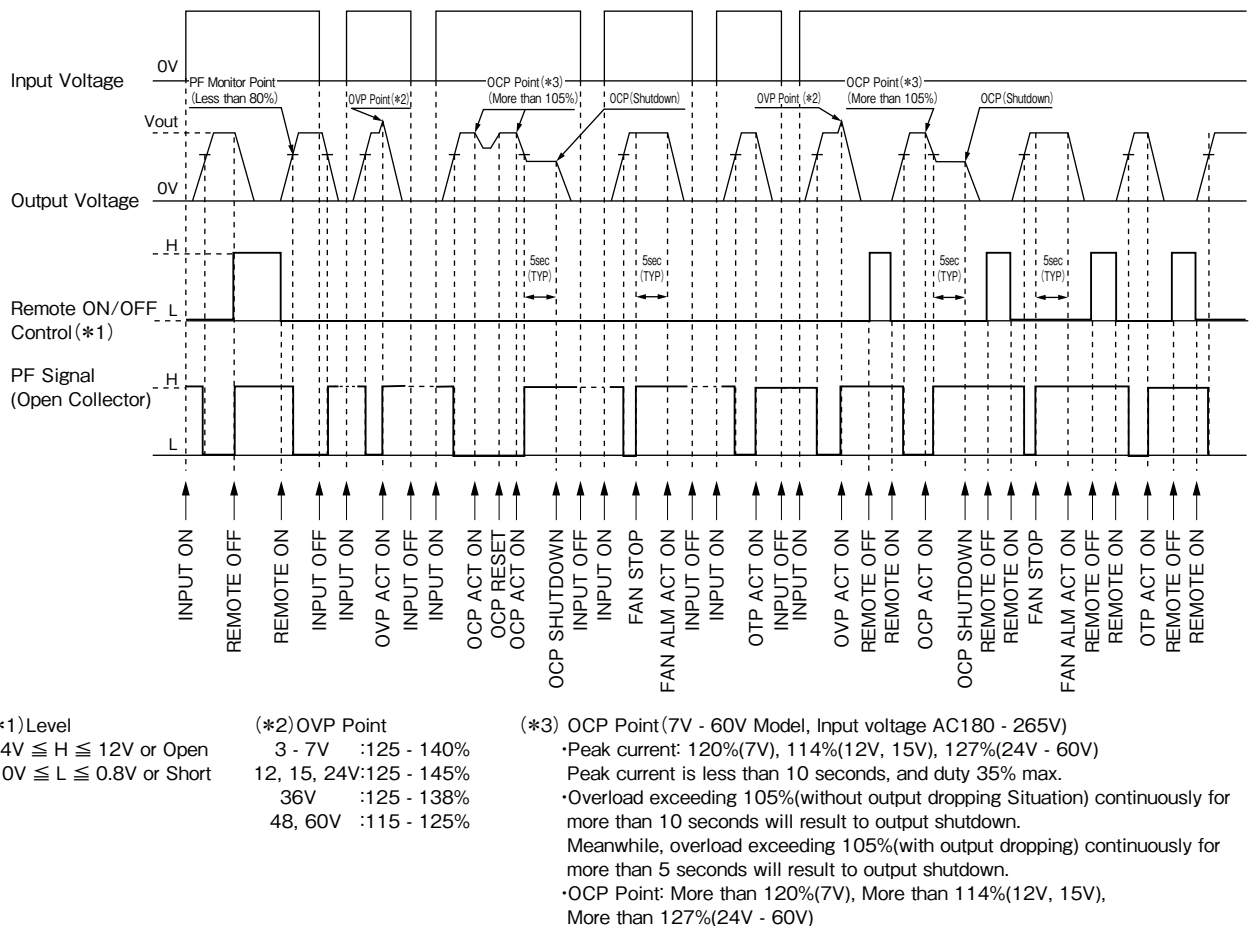 Input Voltage
0V
PF Monitor Point
(Less than 80%)
OVP Point(*2)
OCP Point(*3)
(More than 105%)
OCP(Shutdown)
OVP Point (*2)
OCP Point(*3)
(More than 105%)
OCP(Shutdown)
Vout
Output Voltage
0V
H
5sec
(TYP)
5sec
(TYP)
5sec
(TYP)
5sec
(TYP)
Remote ON/OFF
Control(*1)
L
PF Signal
(Open Collector)
H
L
INPUT ON
REMOTE OFF
REMOTE ON
INPUT OFF
INPUT ON
OVP ACT ON
INPUT OFF
INPUT ON
OCP ACT ON
OCP RESET
OCP ACT ON
OCP SHUTDOWN
INPUT OFF
INPUT ON
FAN STOP
FAN ALM ACT ON
INPUT OFF
INPUT ON
OTP ACT ON
INPUT OFF
INPUT ON
OVP ACT ON
REMOTE OFF
REMOTE ON
OCP ACT ON
OCP SHUTDOWN
REMOTE OFF
REMOTE ON
FAN STOP
FAN ALM ACT ON
REMOTE OFF
REMOTE ON
OTP ACT ON
REMOTE OFF
REMOTE ON
*1)Level
4V ≦ H ≦ 12V or Open
0V ≦ L ≦ 0.8V or Short
(*2)OVP Point
3 - 7V :125 - 140%
12, 15, 24V:125 - 145%
36V :125 - 138%
48, 60V :115 - 125%
(*3) OCP Point(7V - 60V Model, Input voltage AC180 - 265V)
・Peak current: 120%(7V), 114%(12V, 15V), 127%(24V - 60V)
Peak current is less than 10 seconds, and duty 35% max.
・Overload exceeding 105%(without output dropping Situation) continuously for
more than 10 seconds will result to output shutdown.
Meanwhile, overload exceeding 105%(with output dropping) continuously for
more than 5 seconds will result to output shutdown.
・OCP Point: More than 120%(7V), More than 114%(12V, 15V),
More than 127%(24V - 60V)